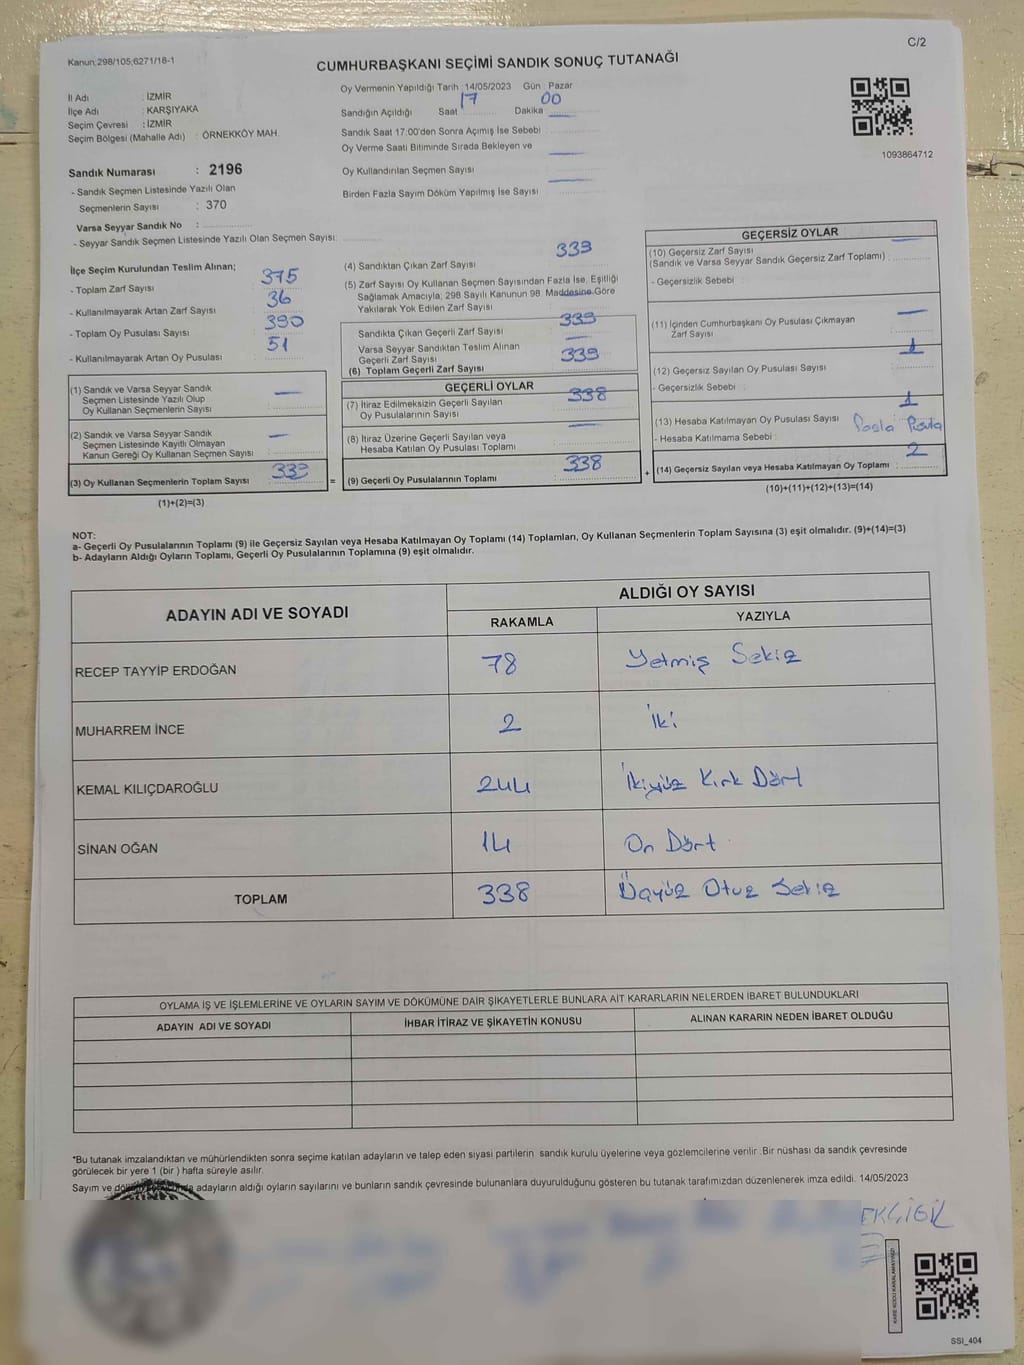 C/2
Kanun;298/105;6271/16-1
CUMHURBAŞKANI SEÇİMİ SANDIK SONUÇ TUTANAĞI
İl Adı : İZMİR
İlçe Adı : KARŞIYAKA
Seçim Çevresi : İZMİR
Seçim Bölgesi (Mahalle Adı) : ÖRNEKKÖY MAH.
Sandık Numarası : 2196
- Sandık Seçmen Listesinde Yazılı Olan
Seçmenlerin Sayısı : 370
Varsa Seyyar Sandık No :
- Seyyar Sandık Seçmen Listesinde Yazılı Olan Seçmen Sayısı:
Oy Vermenin Yapıldığı Tarih :14/05/2023 Gün : Pazar
Sandığın Açıldığı Saat 17 Dakika 00
Sandık Saat 17:00'den Sonra Açımış İse Sebebi :
Oy Verme Saati Bitiminde Sırada Bekleyen ve
Oy Kullandırılan Seçmen Sayısı —
Birden Fazla Sayım Döküm Yapılmış İse Sayısı —
1093864712
İlçe Seçim Kurulundan Teslim Alınan;
- Toplam Zarf Sayısı 375
- Kullanılmayarak Artan Zarf Sayısı 36
- Toplam Oy Pusulası Sayısı 390
- Kullanılmayarak Artan Oy Pusulası 51
(1) Sandık ve Varsa Seyyar Sandık
Seçmen Listesinde Yazılı Olup
Oy Kullanan Seçmenlerin Sayısı —
(2) Sandık ve Varsa Seyyar Sandık
Seçmen Listesinde Kayıtlı Olmayan
Kanun Gereği Oy Kullanan Seçmen Sayısı —
(3) Oy Kullanan Seçmenlerin Toplam Sayısı 339
(1)+(2)=(3)
=
(4) Sandıktan Çıkan Zarf Sayısı 339
(5) Zarf Sayısı Oy Kullanan Seçmen Sayısından Fazla İse, Eşitliği
Sağlamak Amacıyla, 298 Sayılı Kanunun 98. Maddesine Göre
Yakılarak Yok Edilen Zarf Sayısı —
Sandıkta Çıkan Geçerli Zarf Sayısı 339
Varsa Seyyar Sandıktan Teslim Alınan
Geçerli Zarf Sayısı —
(6) Toplam Geçerli Zarf Sayısı 339
GEÇERLİ OYLAR
(7) İtiraz Edilmeksizin Geçerli Sayılan
Oy Pusulalarının Sayısı 338
(8) İtiraz Üzerine Geçerli Sayılan veya
Hesaba Katılan Oy Pusulası Toplamı —
(9) Geçerli Oy Pusulalarının Toplamı 338
+
GEÇERSİZ OYLAR
(10) Geçersiz Zarf Sayısı
(Sandık ve Varsa Seyyar Sandık Geçersiz Zarf Toplamı) : —
- Geçersizlik Sebebi :
(11) İçinden Cumhurbaşkanı Oy Pusulası Çıkmayan
Zarf Sayısı —
(12) Geçersiz Sayılan Oy Pusulası Sayısı 1
- Geçersizlik Sebebi :
(13) Hesaba Katılmayan Oy Pusulası Sayısı 1
- Hesaba Katılmama Sebebi : Pusula
(14) Geçersiz Sayılan veya Hesaba Katılmayan Oy Toplamı 2
(10)+(11)+(12)+(13)=(14)
NOT:
a- Geçerli Oy Pusulalarının Toplamı (9) ile Geçersiz Sayılan veya Hesaba Katılmayan Oy Toplamı (14) Toplamları, Oy Kullanan Seçmenlerin Toplam Sayısına (3) eşit olmalıdır. (9)+(14)=(3)
b- Adayların Aldığı Oyların Toplamı, Geçerli Oy Pusulalarının Toplamına (9) eşit olmalıdır.
ADAYIN ADI VE SOYADI ALDIĞI OY SAYISI
RAKAMLA YAZIYLA
RECEP TAYYİP ERDOĞAN 78 Yetmiş Sekiz
MUHARREM İNCE 2 İki
KEMAL KILIÇDAROĞLU 244 İkiyüz Kırk Dört
SİNAN OĞAN 14 On Dört
TOPLAM 338 Üçyüz Otuz Sekiz
OYLAMA İŞ VE İŞLEMLERİNE VE OYLARIN SAYIM VE DÖKÜMÜNE DAİR ŞİKAYETLERLE BUNLARA AİT KARARLARIN NELERDEN İBARET BULUNDUKLARI
ADAYIN ADI VE SOYADI İHBAR İTİRAZ VE ŞİKAYETİN KONUSU ALINAN KARARIN NEDEN İBARET OLDUĞU
*Bu tutanak imzalandıktan ve mühürlendikten sonra seçime katılan adayların ve talep eden siyasi partilerin sandık kurulu üyelerine veya gözlemcilerine verilir .Bir nüshası da sandık çevresinde
görülecek bir yere 1 (bir ) hafta süreyle asılır.
Sayım ve adayların aldığı oyların sayılarını ve bunların sandık çevresinde bulunanlara duyurulduğunu gösteren bu tutanak tarafımızdan düzenlenerek imza edildi. 14/05/2023
KARE KODU KARALAMAYINIZ!
SSI_404